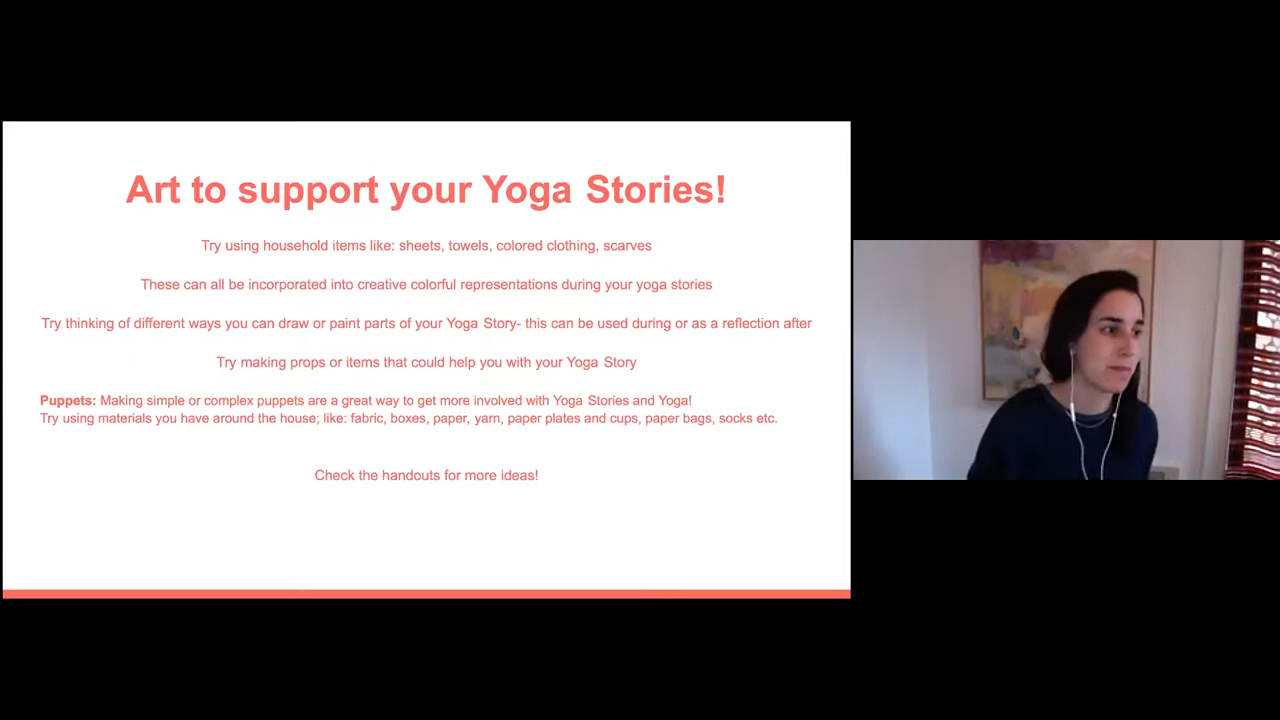 Art to support your Yoga Stories!
Try using household items like: sheets, towels, colored clothing, scarves
These can all be incorporated into creative colorful representations during your yoga stories
Try thinking of different ways you can draw or paint parts of your Yoga Story- this can be used during or as a reflection after
Try making props or items that could help you with your Yoga Story
Puppets: Making simple or complex puppets are a great way to get more involved with Yoga Stories and Yoga!
Try using materials you have around the house; like: fabric, boxes, paper, yarn, paper plates and cups, paper bags, socks etc.
Check the handouts for more ideas!